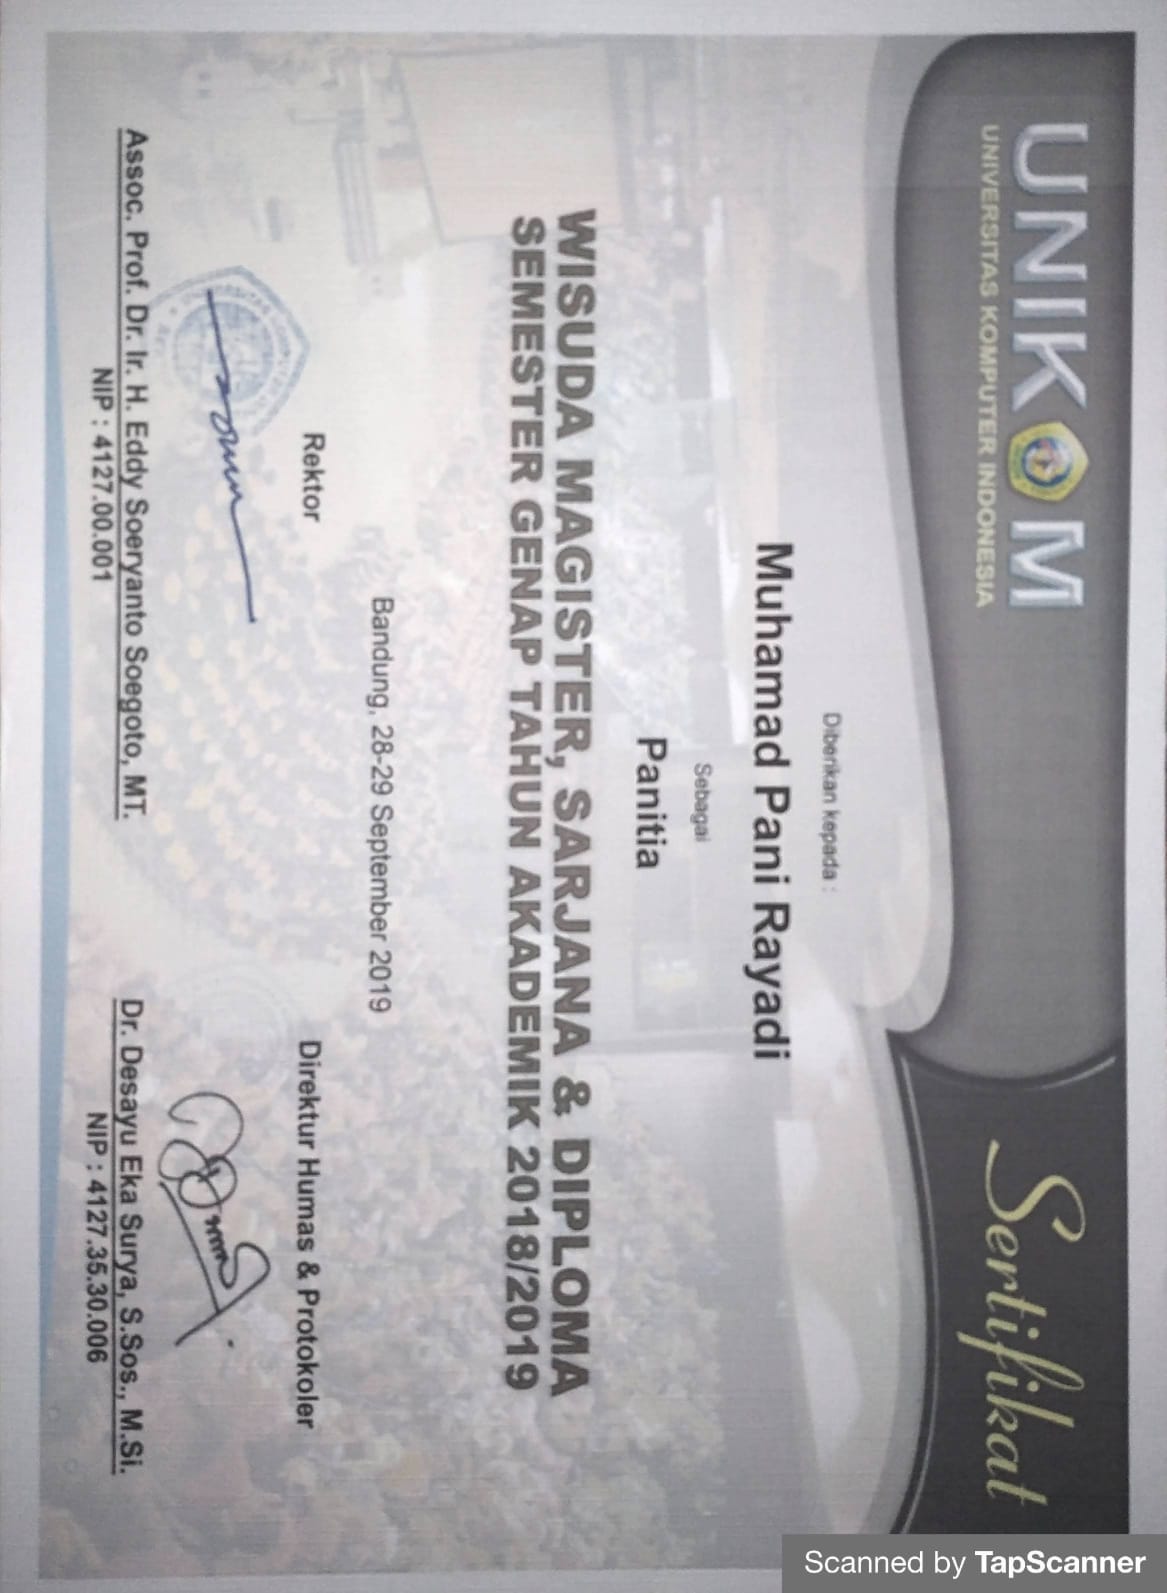 UNIKOM
UNIVERSITAS KOMPUTER INDONESIA
Sertifikat
Scanned by TapScanner
Diberikan kepada :
Muhamad Pani Rayadi
Sebagai
Panitia
WISUDA MAGISTER, SARJANA & DIPLOMA
SEMESTER GENAP TAHUN AKADEMIK 2018/2019
Bandung, 28-29 September 2019
Rektor
Direktur Humas & Protokoler
Assoc. Prof. Dr. Ir. H. Eddy Soeryanto Soegoto, MT.
NIP : 4127.00.001
Dr. Desayu Eka Surya, S.Sos., M.Si.
NIP : 4127.35.30.006